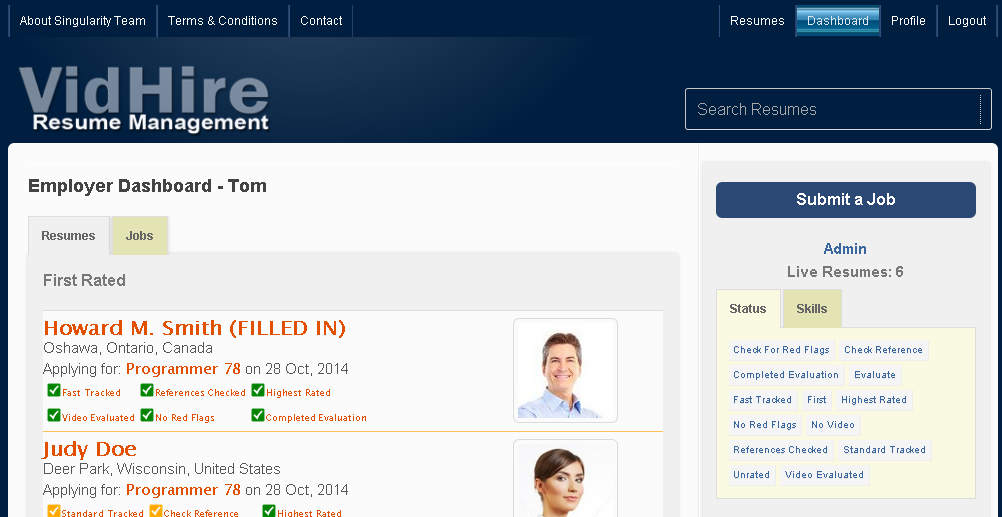 About Singularity Team
Terms & Conditions
Contact
Resumes
Dashboard
Profile
Logout
VidHire
Resume Management
Search Resumes
Employer Dashboard - Tom
Resumes
Jobs
First Rated
Howard M. Smith (FILLED IN)
Oshawa, Ontario, Canada
Applying for: Programmer 78 on 28 Oct, 2014
Fast Tracked References Checked Highest Rated
Video Evaluated No Red Flags Completed Evaluation
Judy Doe
Deer Park, Wisconsin, United States
Applying for: Programmer 78 on 28 Oct, 2014
Standard Tracked Check Reference Highest Rated
Submit a Job
Admin
Live Resumes: 6
Status
Skills
Check For Red Flags Check Reference
Completed Evaluation Evaluate
Fast Tracked First Highest Rated
No Red Flags No Video
References Checked Standard Tracked
Unrated Video Evaluated